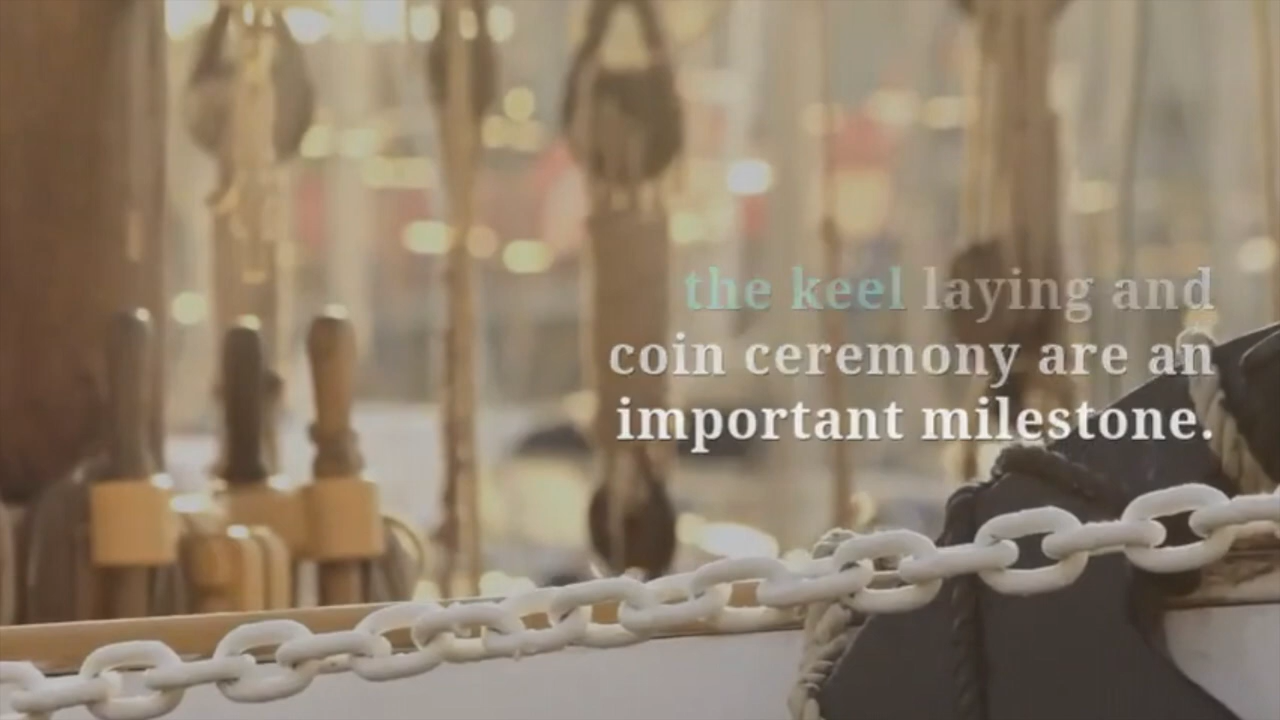 the keel laying and
coin ceremony are an
important milestone.